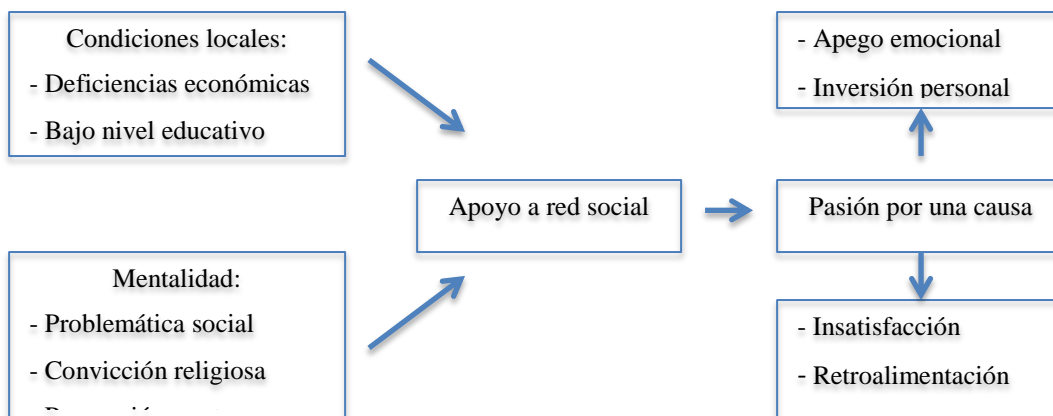 Condiciones locales:
- Deficiencias económicas
- Bajo nivel educativo
Mentalidad:
- Problemática social
- Convicción religiosa
Apoyo a red social
- Apego emocional
- Inversión personal
Pasión por una causa
- Insatisfacción
- Retroalimentación